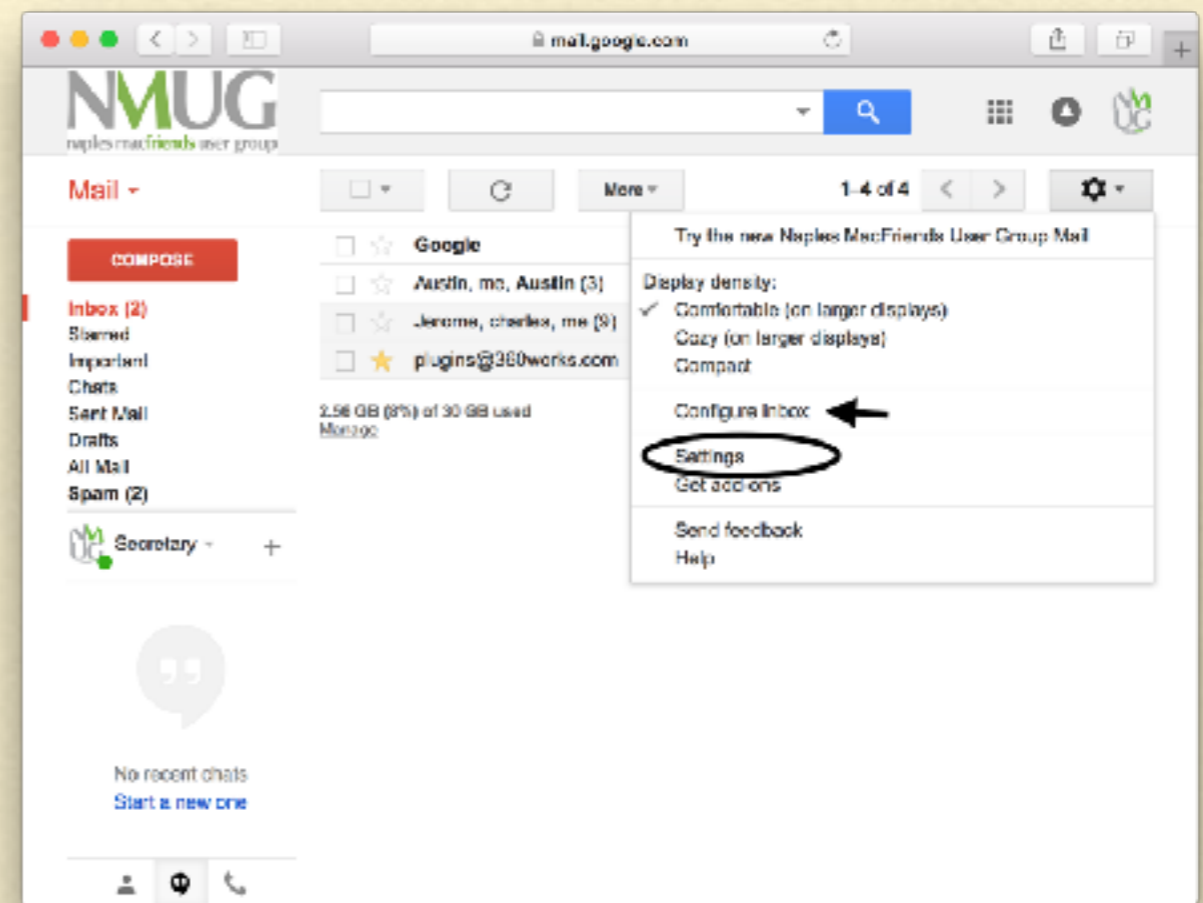 mail.google.com
NMUG
naples macfriends user group
Mail
More
1-4 of 4
COMPOSE
Inbox (2)
Starred
Important
Chats
Sent Mail
Drafts
All Mail
Spam (2)
Secretary
No recent chats
Start a new one
Google
Austin, me, Austin (3)
Jerome, charles, me (9)
plugins@360works.com
2.56 GB (8%) of 30 GB used
Manage
Try the new Naples MacFriends User Group Mail
Display density:
Comfortable (on larger displays)
Cozy (on larger displays)
Compact
Configure inbox
Settings
Get add-ons
Send feedback
Help